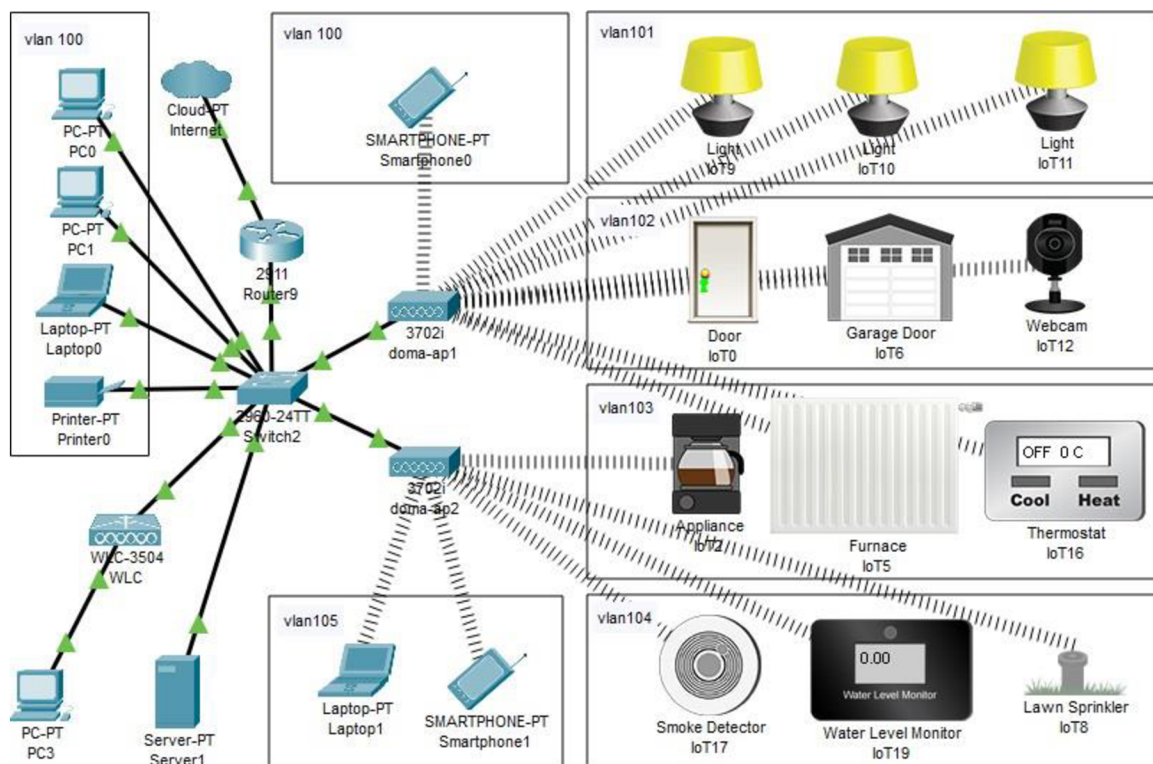 vlan 100
PC-PT
PC0
PC-PT
PC1
Laptop-PT
Laptop0
Printer-PT
Printer0
Cloud-PT
Internet
2911
Router9
2960-24TT
Switch2
WLC-3504
WLC
PC-PT
PC3
Server-PT
Server1
vlan 100
SMARTPHONE-PT
Smartphone0
3702i
doma-ap1
3702i
doma-ap2
vlan105
Laptop-PT
Laptop1
SMARTPHONE-PT
Smartphone1
vlan101
Light
IoT9
Light
IoT10
Light
IoT11
vlan102
Door
IoT0
Garage Door
IoT6
Webcam
IoT12
vlan103
Appliance
IoT2
Furnace
IoT5
OFF 0 C
Cool Heat
Thermostat
IoT16
vlan104
Smoke Detector
IoT17
0.00
Water Level Monitor
Water Level Monitor
IoT19
Lawn Sprinkler
IoT8